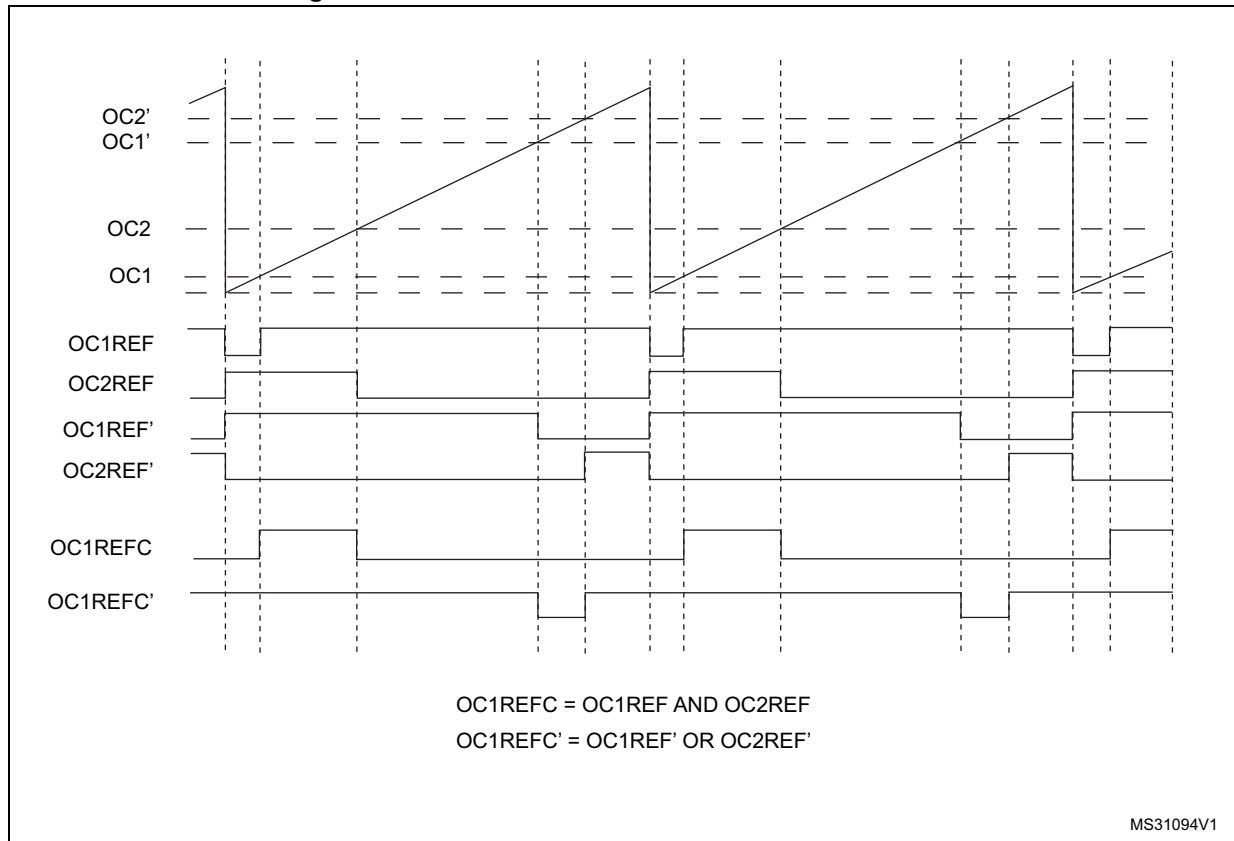 OC2’
OC1’
OC2
OC1
OC1REF
OC2REF
OC1REF’
OC2REF’
OC1REFC
OC1REFC’
OC1REFC = OC1REF AND OC2REF
OC1REFC’ = OC1REF’ OR OC2REF’
MS31094V1